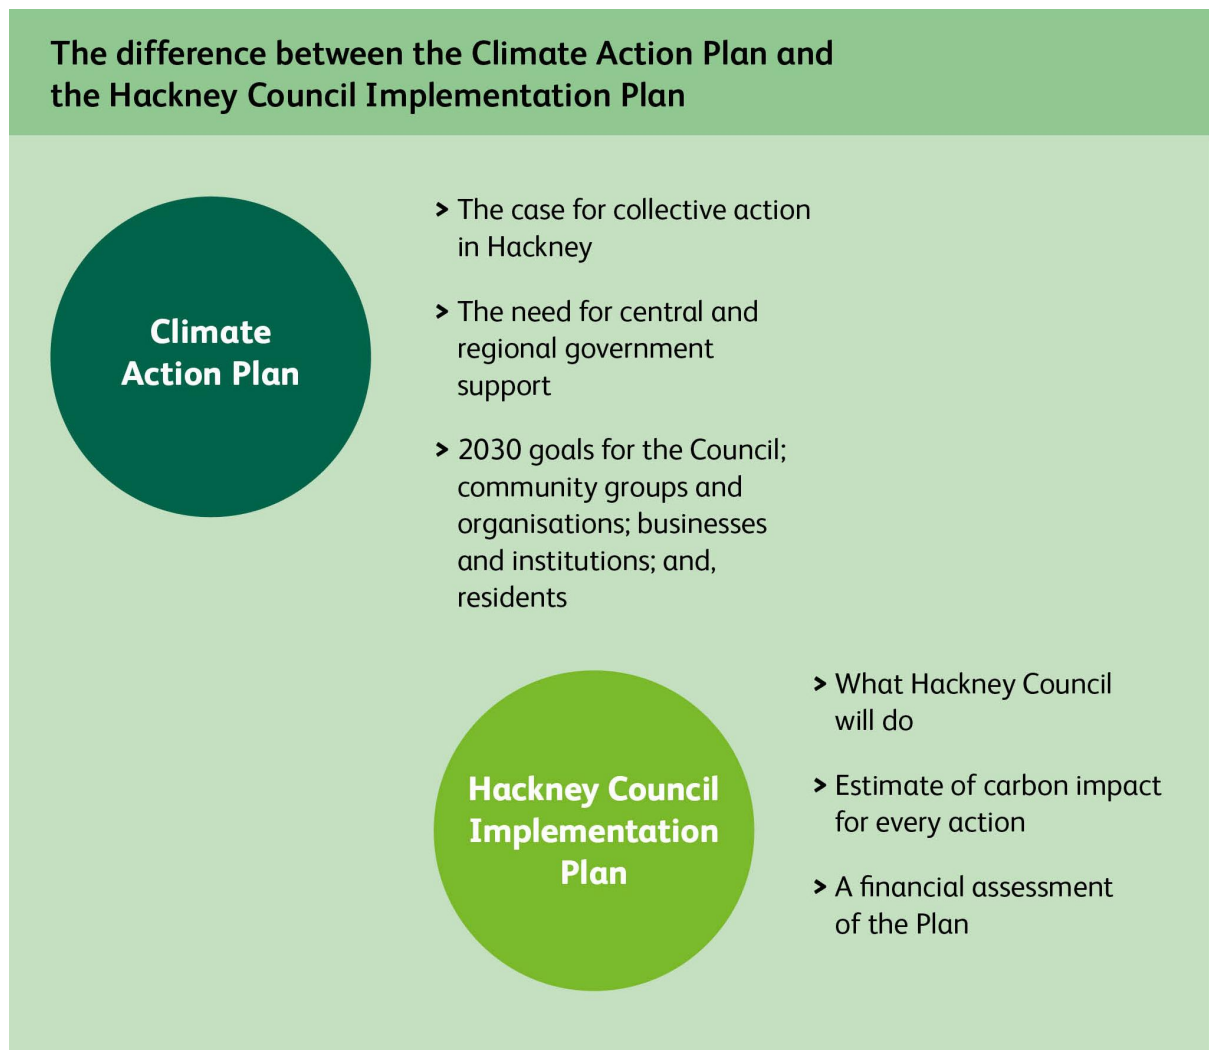 The difference between the Climate Action Plan and
the Hackney Council Implementation Plan
Climate
Action Plan
> The case for collective action
in Hackney
> The need for central and
regional government
support
> 2030 goals for the Council;
community groups and
organisations; businesses
and institutions; and,
residents
Hackney Council
Implementation
Plan
> What Hackney Council
will do
> Estimate of carbon impact
for every action
> A financial assessment
of the Plan